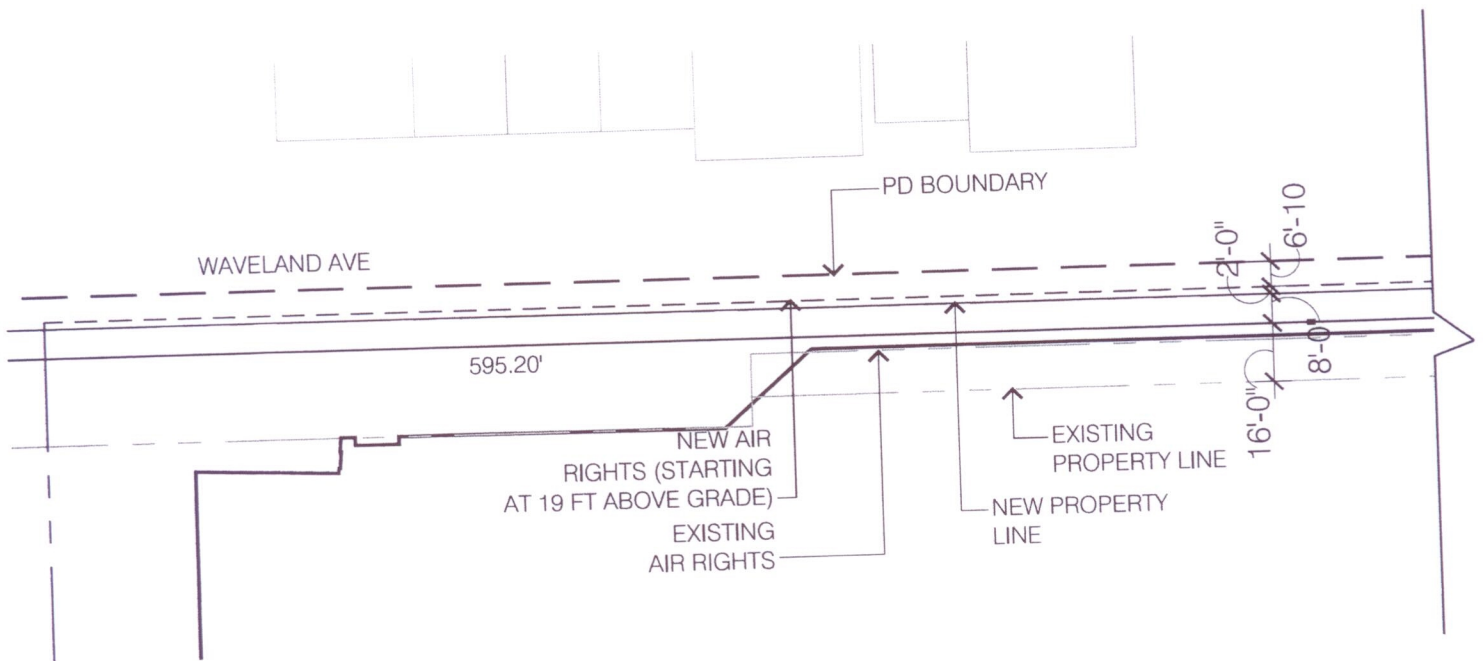 PD BOUNDARY
WAVELAND AVE
2'-0"
6'-10
8'-0
16'-0"
595.20'
NEW AIR
RIGHTS (STARTING
AT 19 FT ABOVE GRADE)
EXISTING
AIR RIGHTS
EXISTING
PROPERTY LINE
NEW PROPERTY
LINE